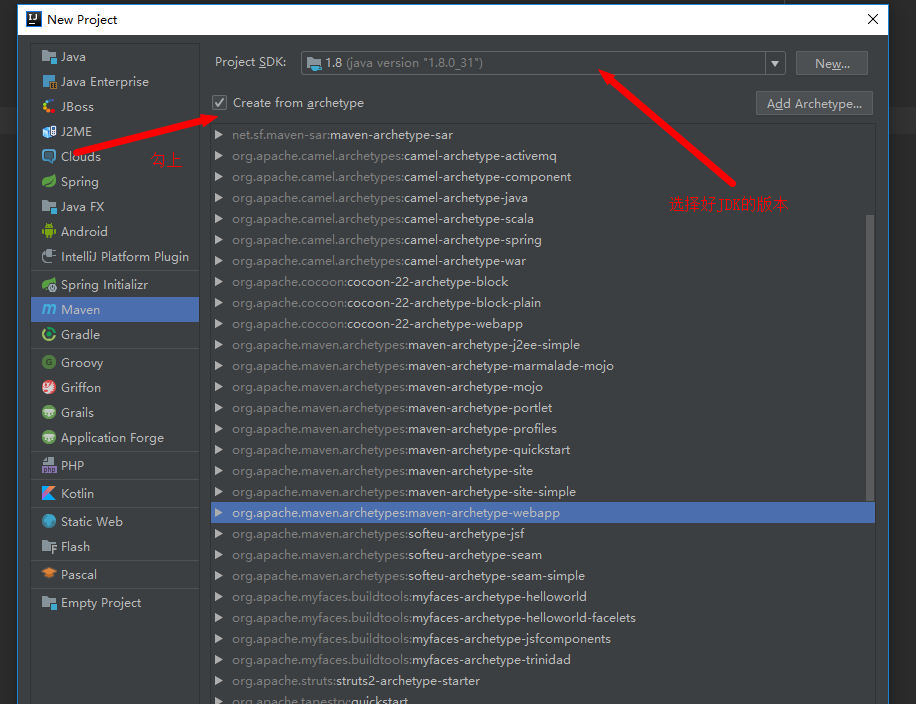 New Project
Java
Java Enterprise
JBoss
J2ME
Clouds
Spring
Java FX
Android
IntelliJ Platform Plugin
Spring Initializr
Maven
Gradle
Groovy
Griffon
Grails
Application Forge
PHP
Kotlin
Static Web
Flash
Pascal
Empty Project
勾上
Project SDK: 1.8 (java version "1.8.0_31") New...
Create from archetype Add Archetype...
选择好JDK的版本
net.sf.maven-sar:maven-archetype-sar
org.apache.camel.archetypes:camel-archetype-activemq
org.apache.camel.archetypes:camel-archetype-component
org.apache.camel.archetypes:camel-archetype-java
org.apache.camel.archetypes:camel-archetype-scala
org.apache.camel.archetypes:camel-archetype-spring
org.apache.camel.archetypes:camel-archetype-war
org.apache.cocoon:cocoon-22-archetype-block
org.apache.cocoon:cocoon-22-archetype-block-plain
org.apache.cocoon:cocoon-22-archetype-webapp
org.apache.maven.archetypes:maven-archetype-j2ee-simple
org.apache.maven.archetypes:maven-archetype-marmalade-mojo
org.apache.maven.archetypes:maven-archetype-mojo
org.apache.maven.archetypes:maven-archetype-portlet
org.apache.maven.archetypes:maven-archetype-profiles
org.apache.maven.archetypes:maven-archetype-quickstart
org.apache.maven.archetypes:maven-archetype-site
org.apache.maven.archetypes:maven-archetype-site-simple
org.apache.maven.archetypes:maven-archetype-webapp
org.apache.maven.archetypes:softeu-archetype-jsf
org.apache.maven.archetypes:softeu-archetype-seam
org.apache.maven.archetypes:softeu-archetype-seam-simple
org.apache.myfaces.buildtools:myfaces-archetype-helloworld
org.apache.myfaces.buildtools:myfaces-archetype-helloworld-facelets
org.apache.myfaces.buildtools:myfaces-archetype-jsfcomponents
org.apache.myfaces.buildtools:myfaces-archetype-trinidad
org.apache.struts:struts2-archetype-starter
org.apache.tapestry:quickstart